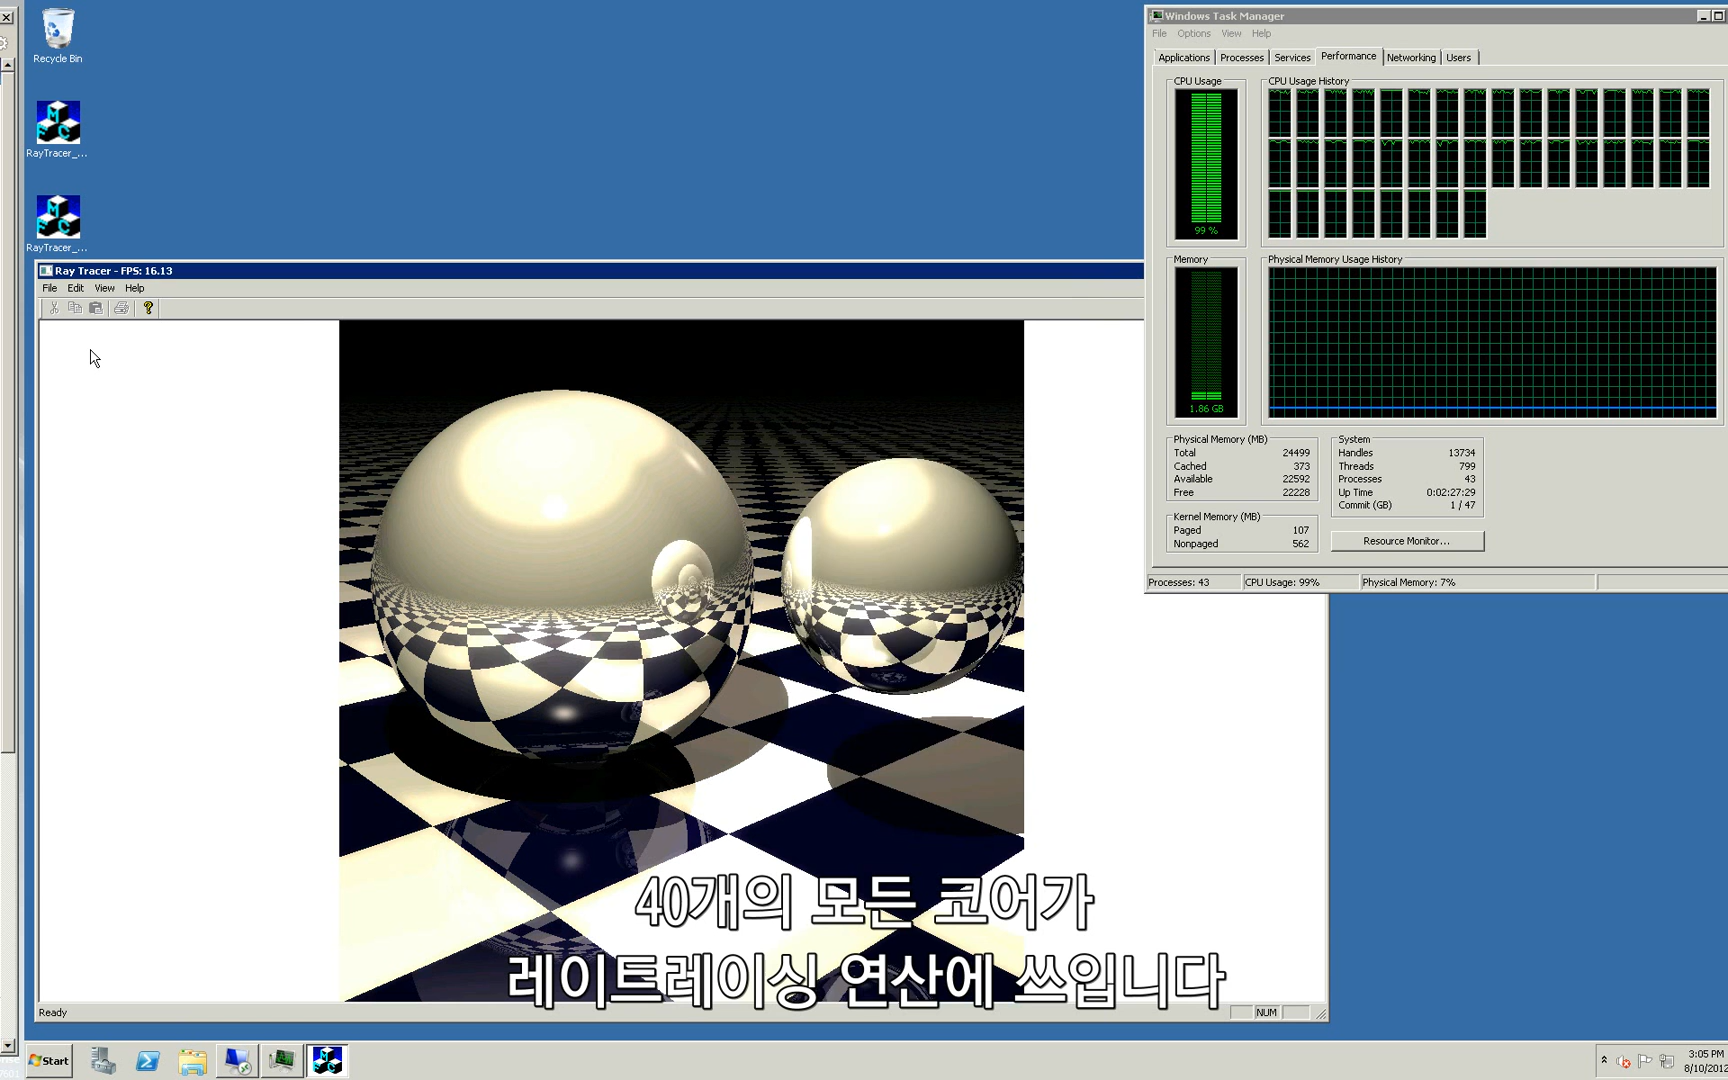 Recycle Bin
RayTracer_...
RayTracer_...
Ray Tracer - FPS: 16.13
File Edit View Help
Ready
NUM
Windows Task Manager
File Options View Help
Applications Processes Services Performance Networking Users
CPU Usage
CPU Usage History
99 %
Memory
Physical Memory Usage History
1.86 GB
Physical Memory (MB)
Total 24499
Cached 373
Available 22592
Free 22228
Kernel Memory (MB)
Paged 107
Nonpaged 562
System
Handles 13734
Threads 799
Processes 43
Up Time 0:02:27:29
Commit (GB) 1 / 47
Resource Monitor...
Processes: 43 CPU Usage: 99% Physical Memory: 7%
40개의 모든 코어가
레이트레이싱 연산에 쓰입니다
Start
3:05 PM
8/10/2012